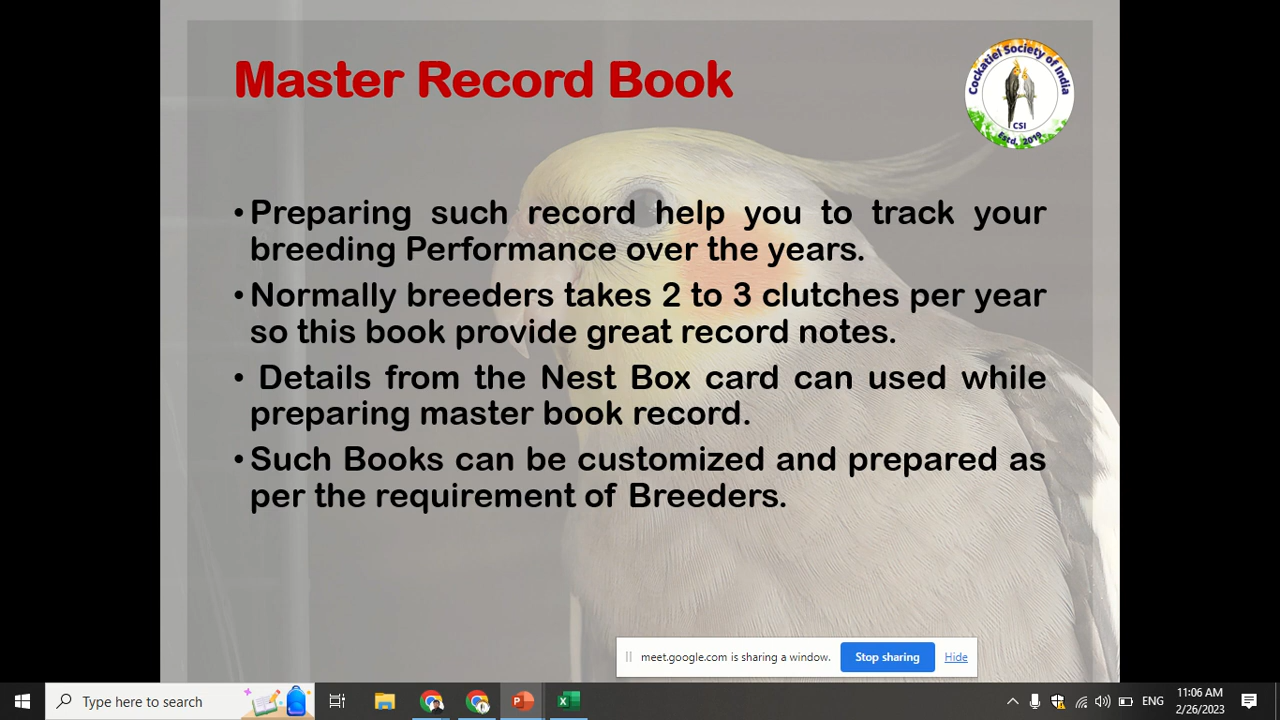 Master Record Book
Cockatiel Society of India
CSI
Estd, 2019
• Preparing such record help you to track your
breeding Performance over the years.
• Normally breeders takes 2 to 3 clutches per year
so this book provide great record notes.
• Details from the Nest Box card can used while
preparing master book record.
• Such Books can be customized and prepared as
per the requirement of Breeders.
meet.google.com is sharing a window. Stop sharing Hide
Type here to search
ENG
11:06 AM
2/26/2023